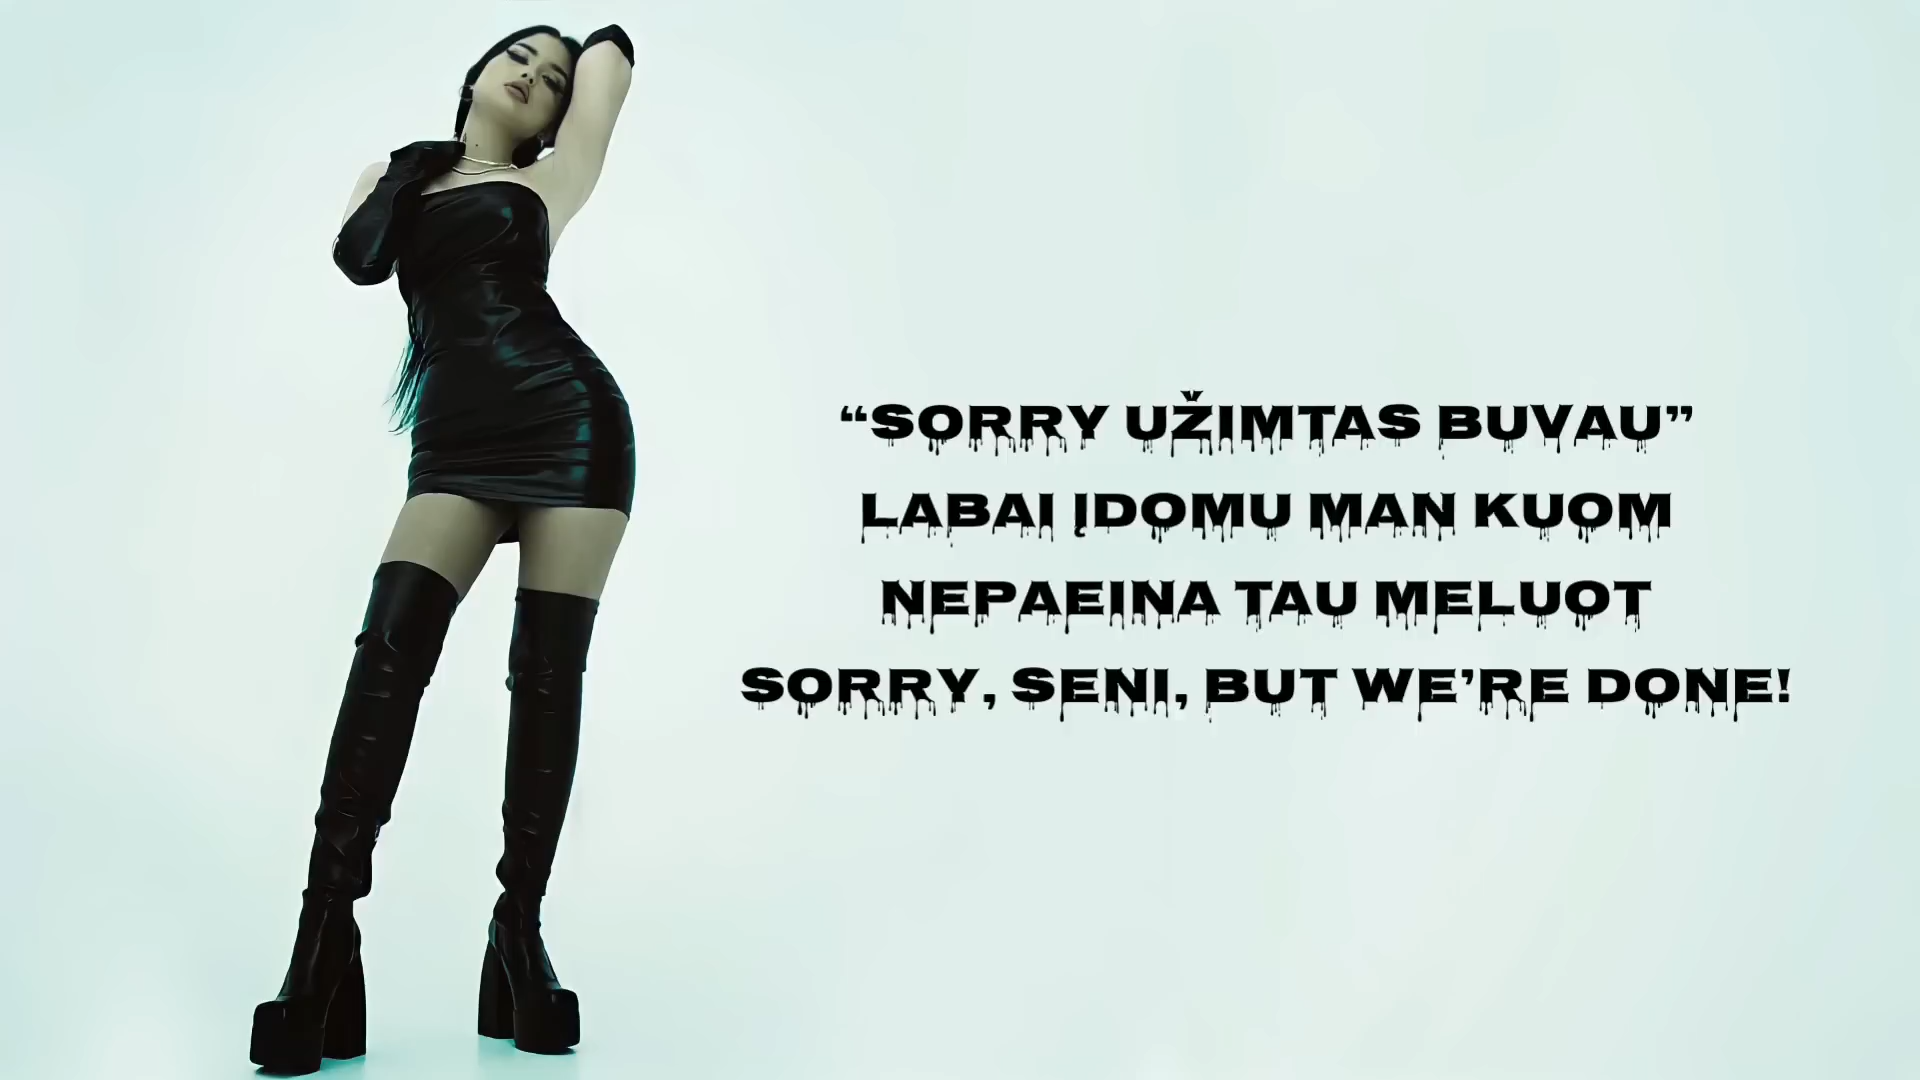 “SORRY UŽIMTAS BUVAU”
LABAI ĮDOMU MAN KUOM
NEPAEINA TAU MELUOT
SORRY, SENI, BUT WE’RE DONE!